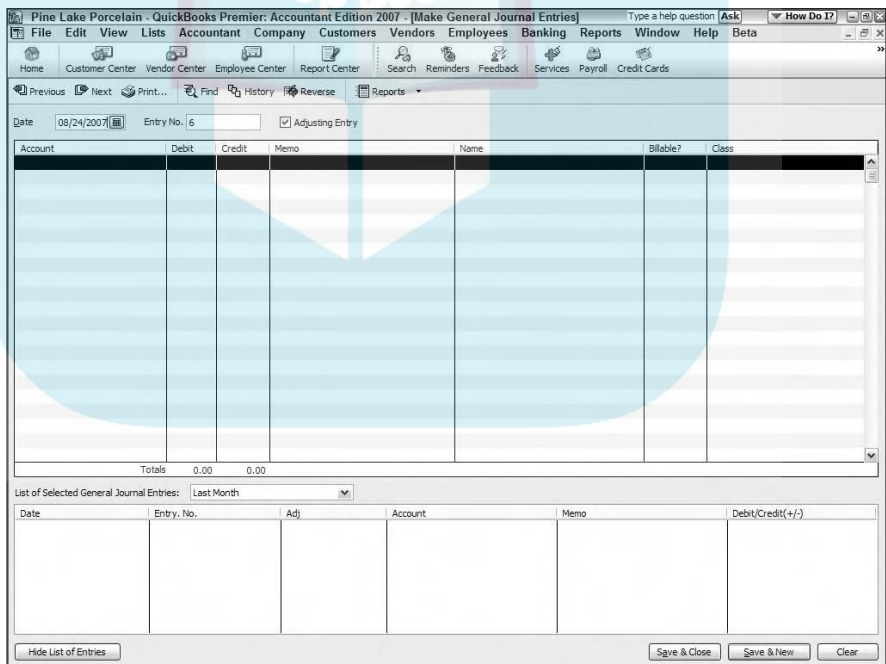 Pine Lake Porcelain - QuickBooks Premier: Accountant Edition 2007 - [Make General Journal Entries] Type a help question Ask How Do I?
File Edit View Lists Accountant Company Customers Vendors Employees Banking Reports Window Help Beta
Home Customer Center Vendor Center Employee Center Report Center Search Reminders Feedback Services Payroll Credit Cards
Previous Next Print... Find History Reverse Reports
Date 08/24/2007 Entry No. 6 Adjusting Entry
Account Debit Credit Memo Name Billable? Class
Totals 0.00 0.00
List of Selected General Journal Entries: Last Month
Date Entry. No. Adj Account Memo Debit/Credit(+/-)
Hide List of Entries Save & Close Save & New Clear